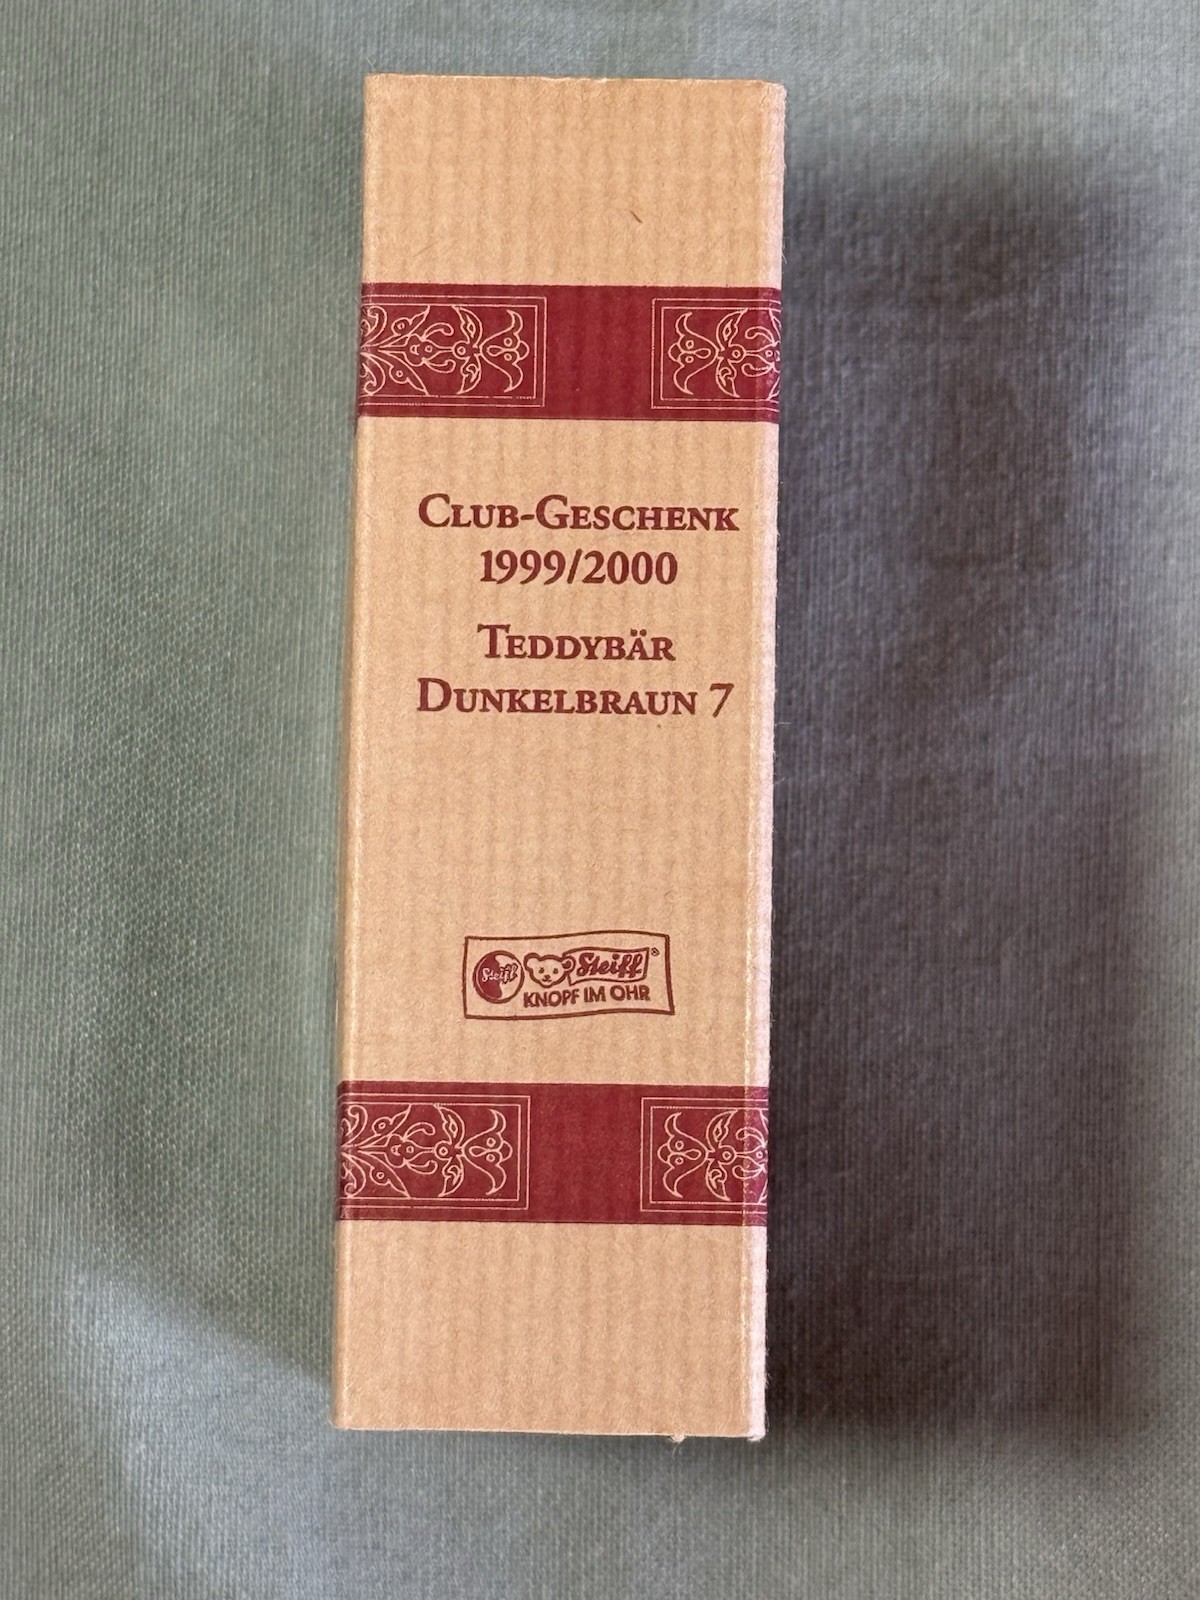 CLUB-GESCHENK
1999/2000
TEDDYBÄR
DUNKELBRAUN 7
Steiff Steiff®
KNOPF IM OHR